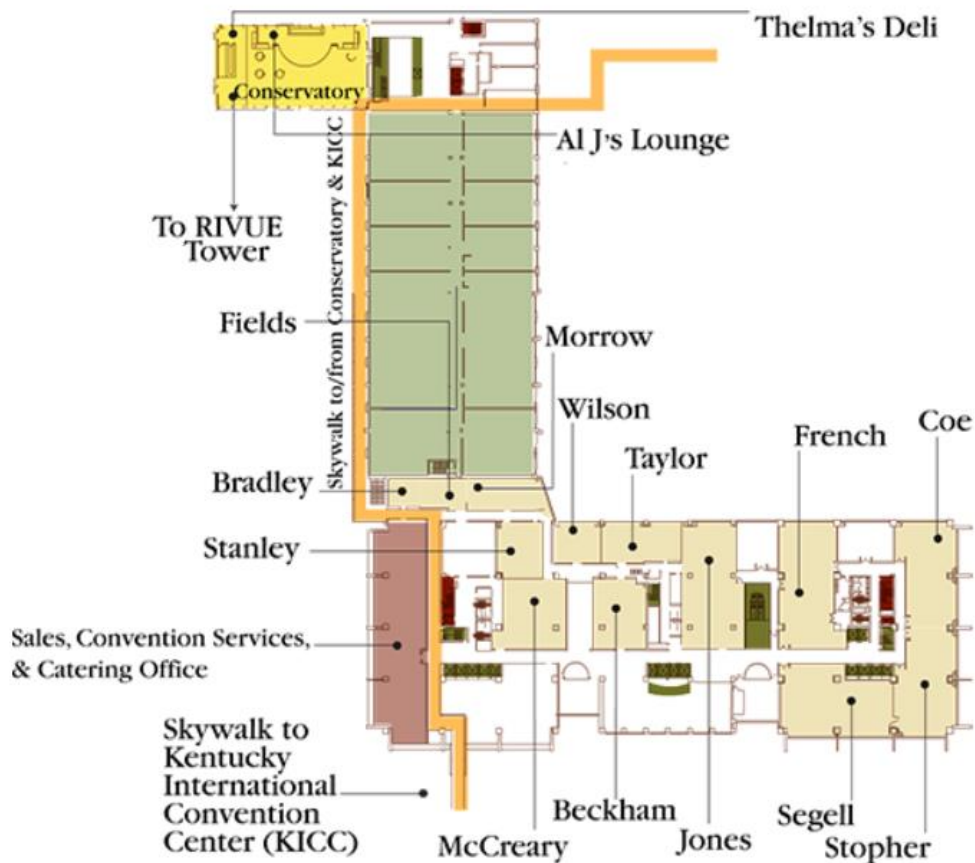 Thelma's Deli
Conservatory
Al J's Lounge
To RIVUE
Tower
Skywalk to/from Conservatory & KICC
Fields
Morrow
Wilson
Coe
French
Taylor
Bradley
Stanley
Sales, Convention Services,
& Catering Office
Skywalk to
Kentucky
International
Convention
Center (KICC)
McCreary
Beckham
Jones
Segell
Stopher